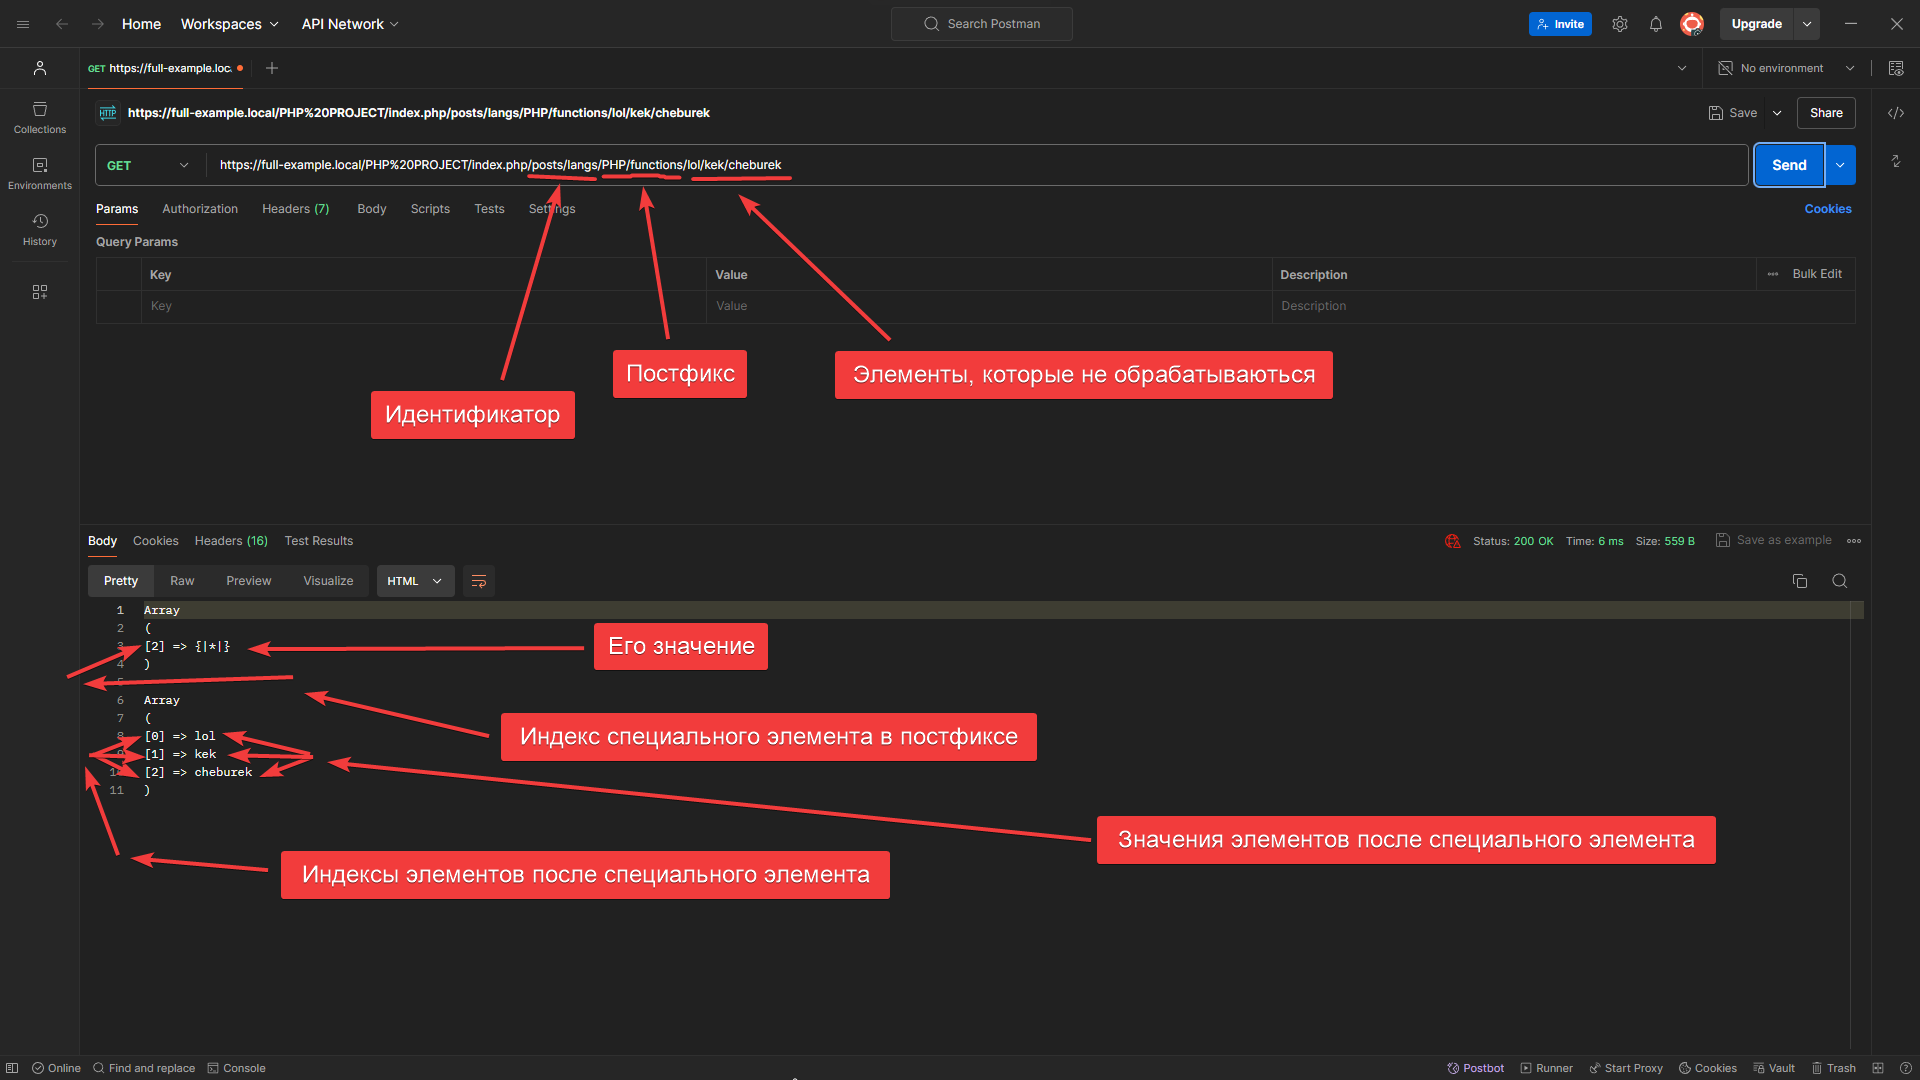 Home Workspaces API Network Search Postman Invite Upgrade
GET https://full-example.loc. No environment
HTTP https://full-example.local/PHP%20PROJECT/index.php/posts/langs/PHP/functions/lol/kek/cheburek Save Share
GET https://full-example.local/PHP%20PROJECT/index.php/posts/langs/PHP/functions/lol/kek/cheburek Send
Collections
Environments
History
Params Authorization Headers (7) Body Scripts Tests Settings Cookies
Query Params
Key Value Description Bulk Edit
Key Value Description
Постфикс
Элементы, которые не обрабатываються
Идентификатор
Body Cookies Headers (16) Test Results Status: 200 OK Time: 6 ms Size: 559 B Save as example
Pretty Raw Preview Visualize HTML
1 Array
2 (
3 [2] => {|*|}
Его значение
4 )
5
6 Array
7 (
8 [0] => lol
Индекс специального элемента в постфиксе
9 [1] => kek
10 [2] => cheburek
11 )
Значения элементов после специального элемента
Индексы элементов после специального элемента
Online Find and replace Console Postbot Runner Start Proxy Cookies Vault Trash